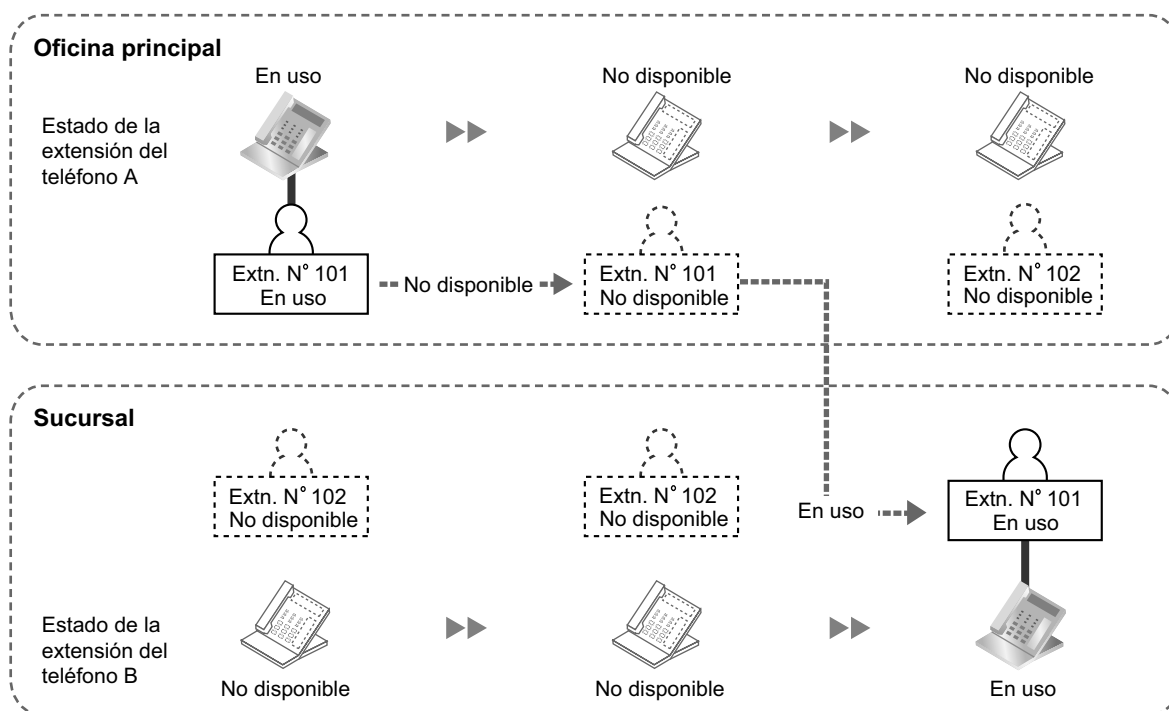 Oficina principal
En uso
No disponible
No disponible
Estado de la
extensión del
teléfono A
Extn. N° 101
En uso
No disponible
Extn. N° 101
No disponible
Extn. N° 102
No disponible
Sucursal
Extn. N° 102
No disponible
Extn. N° 102
No disponible
En uso
Extn. N° 101
En uso
Estado de la
extensión del
teléfono B
No disponible
No disponible
En uso